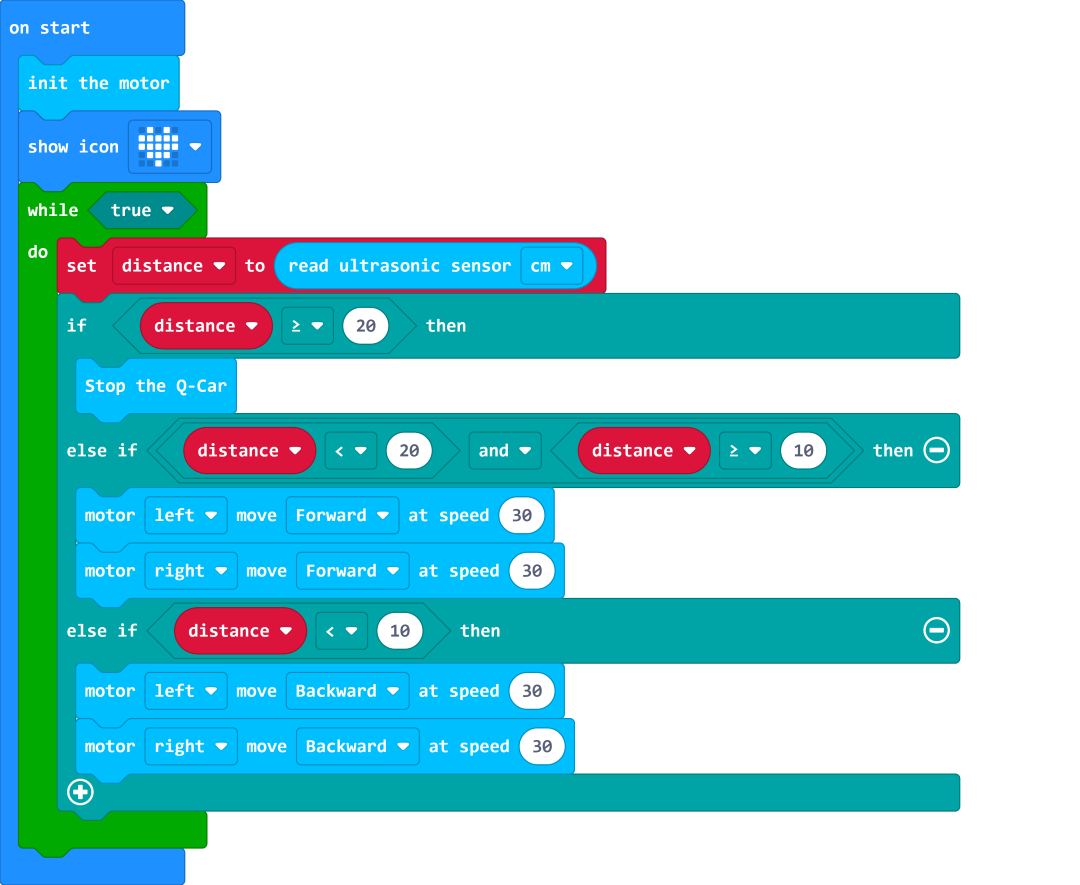 on start
init the motor
show icon
while true
do
set distance to read ultrasonic sensor cm
if distance ≥ 20 then
Stop the Q-Car
else if distance < 20 and distance ≥ 10 then
motor left move Forward at speed 30
motor right move Forward at speed 30
else if distance < 10 then
motor left move Backward at speed 30
motor right move Backward at speed 30